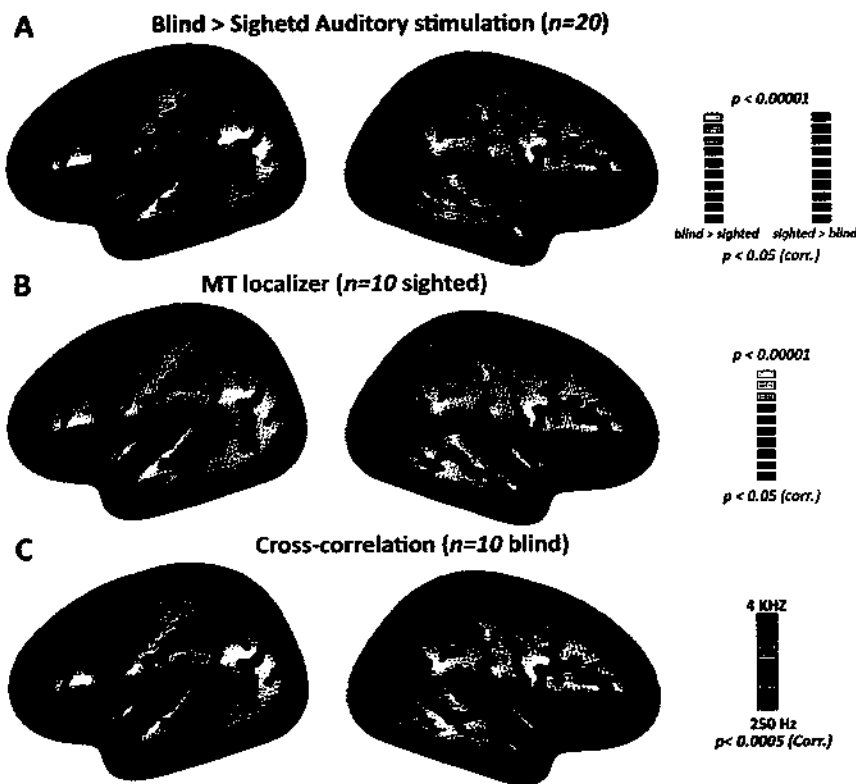 A
Blind > Sighetd Auditory stimulation (n=20)
p < 0.00001
blind > sighted
sighted > blind
p < 0.05 (corr.)
B
MT localizer (n=10 sighted)
p < 0.00001
p < 0.05 (corr.)
C
Cross-correlation (n=10 blind)
4 KHZ
250 Hz
p< 0.0005 (Corr.)